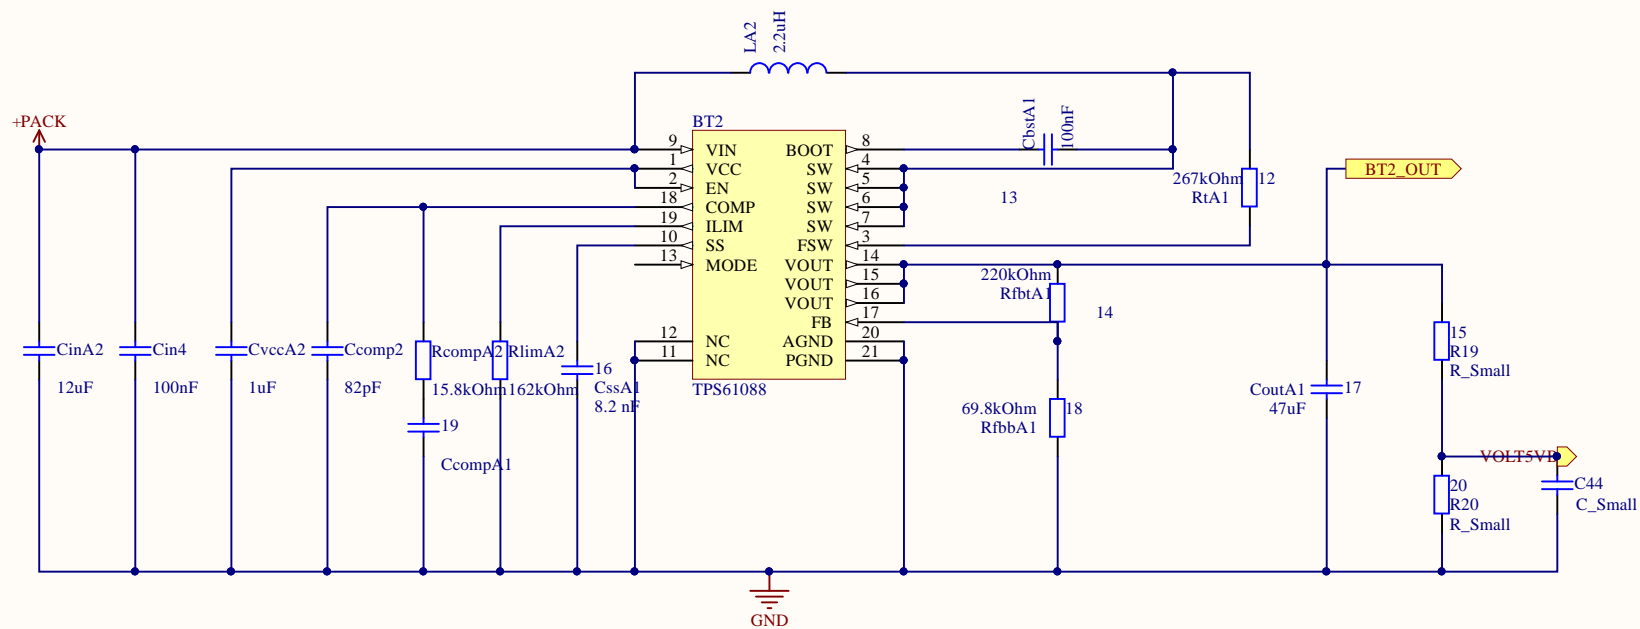 LA2
2.2uH
+PACK
BT2
CbstA1
100nF
9 VIN BOOT 8
1 VCC SW 4
2 EN SW 5
18 COMP SW 6
19 ILIM SW 7
10 SS FSW 3
13 MODE VOUT 14
VOUT 15
VOUT 16
FB 17
12 NC AGND 20
11 NC PGND 21
TPS61088
267kOhm 12
RtA1
13
BT2_OUT
220kOhm
RfbtA1
14
CinA2
12uF
Cin4
100nF
CvccA2
1uF
Ccomp2
82pF
RcompA2
15.8kOhm
RlimA2
162kOhm
16
CssA1
8.2 nF
19
CcompA1
69.8kOhm 18
RfbbA1
CoutA1 17
47uF
15
R19
R_Small
VOLT5VB
20
R20
R_Small
C44
C_Small
GND